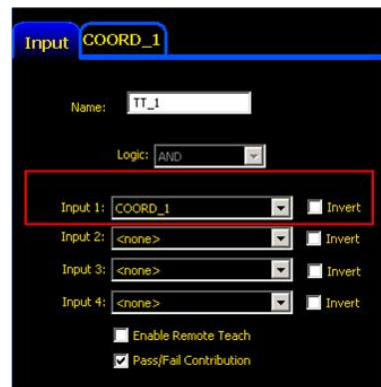 Input COORD_1
Name: TT_1
Logic: AND
Input 1: COORD_1 Invert
Input 2: <none> Invert
Input 3: <none> Invert
Input 4: <none> Invert
Enable Remote Teach
Pass/Fail Contribution